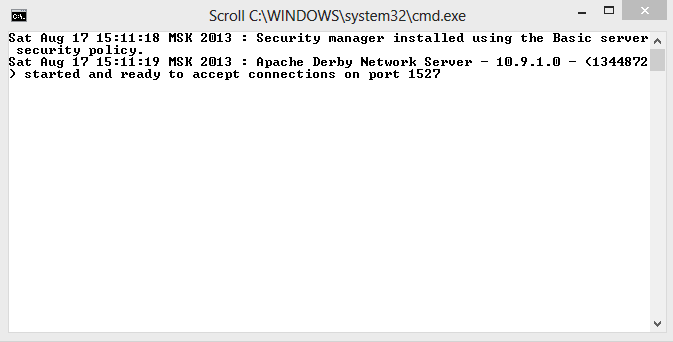 Scroll C:\WINDOWS\system32\cmd.exe
Sat Aug 17 15:11:18 MSK 2013 : Security manager installed using the Basic server
 security policy.
Sat Aug 17 15:11:19 MSK 2013 : Apache Derby Network Server - 10.9.1.0 - (1344872
) started and ready to accept connections on port 1527